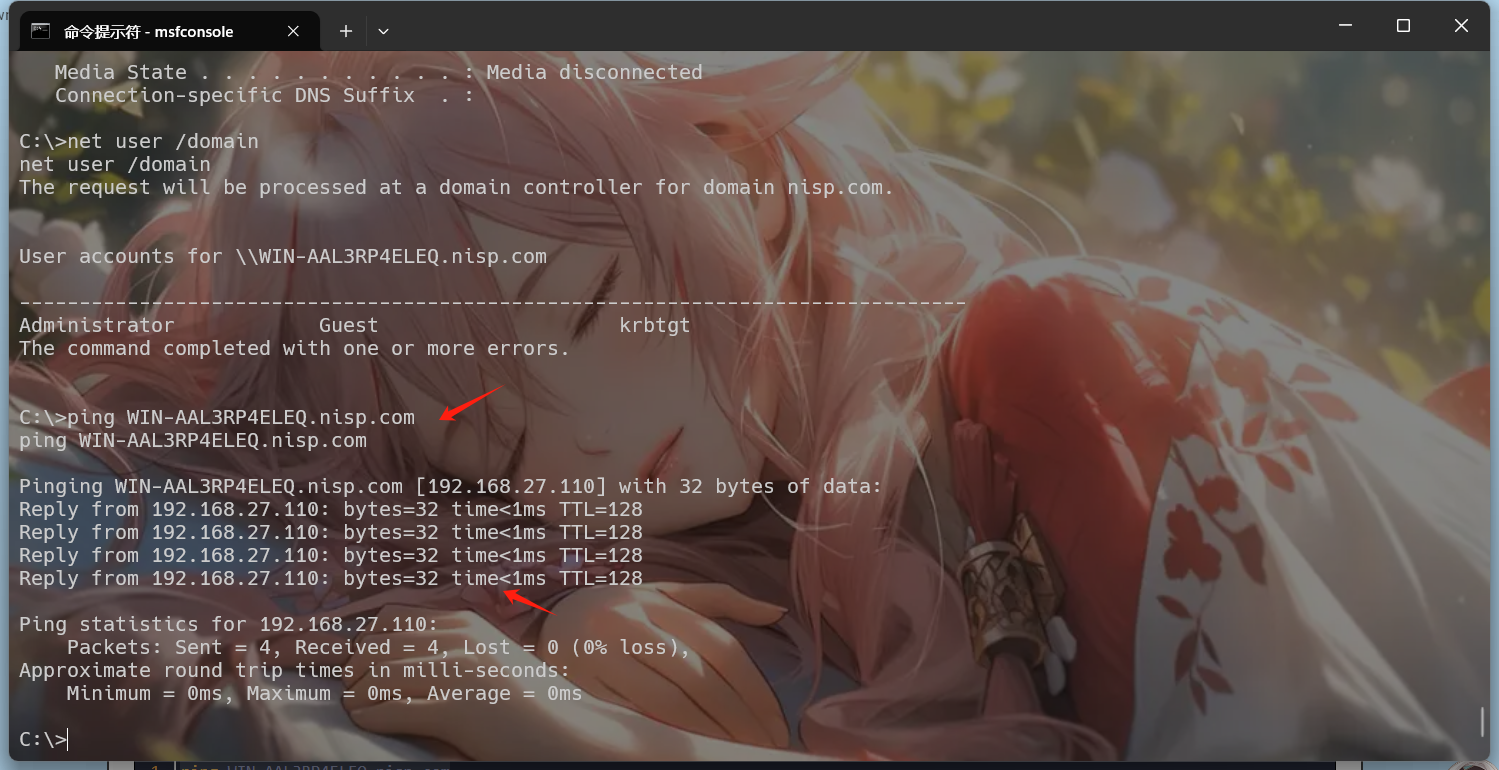 命令提示符 - msfconsole
Media State . . . . . . . . . . . : Media disconnected
Connection-specific DNS Suffix  . :
C:\>net user /domain
net user /domain
The request will be processed at a domain controller for domain nisp.com.
User accounts for \\WIN-AAL3RP4ELEQ.nisp.com
-------------------------------------------------------------------------------
Administrator            Guest                    krbtgt
The command completed with one or more errors.
C:\>ping WIN-AAL3RP4ELEQ.nisp.com
ping WIN-AAL3RP4ELEQ.nisp.com
Pinging WIN-AAL3RP4ELEQ.nisp.com [192.168.27.110] with 32 bytes of data:
Reply from 192.168.27.110: bytes=32 time<1ms TTL=128
Reply from 192.168.27.110: bytes=32 time<1ms TTL=128
Reply from 192.168.27.110: bytes=32 time<1ms TTL=128
Reply from 192.168.27.110: bytes=32 time<1ms TTL=128
Ping statistics for 192.168.27.110:
Packets: Sent = 4, Received = 4, Lost = 0 (0% loss),
Approximate round trip times in milli-seconds:
Minimum = 0ms, Maximum = 0ms, Average = 0ms
C:\>